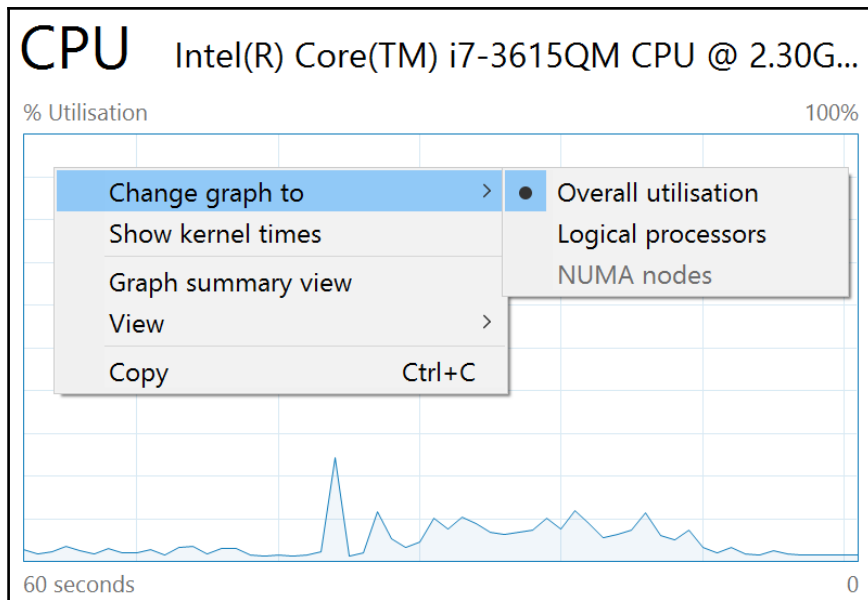 CPU Intel(R) Core(TM) i7-3615QM CPU @ 2.30G...
% Utilisation 100%
Change graph to
Show kernel times
Graph summary view
View
Copy Ctrl+C
Overall utilisation
Logical processors
NUMA nodes
60 seconds 0